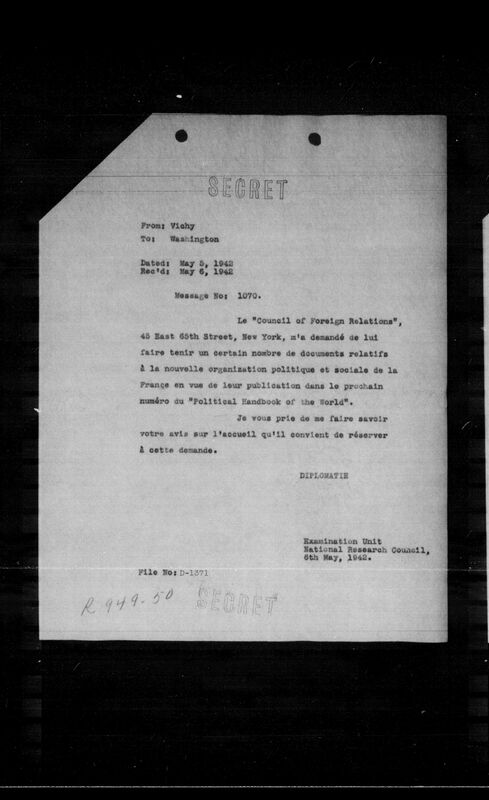 SECRET
From: Vichy
To: Washington
Dated: May 5, 1942
Rec'd: May 6, 1942
Message No: 1070.
Le "Council of Foreign Relations",
45 East 65th Street, New York, m'a demandé de lui
faire tenir un certain nombre de documents relatifs
à la nouvelle organization politique et sociale de la
France en vue de leur publication dans le prochain
numéro du "Political Handbook of the World".
Je vous prie de me faire savoir
votre avis sur l'accueil qu'il convient de réserver
à cette demande.
DIPLOMATIE
Examination Unit
National Research Council,
6th May, 1942.
File No: D-1371
R 949-50
SECRET